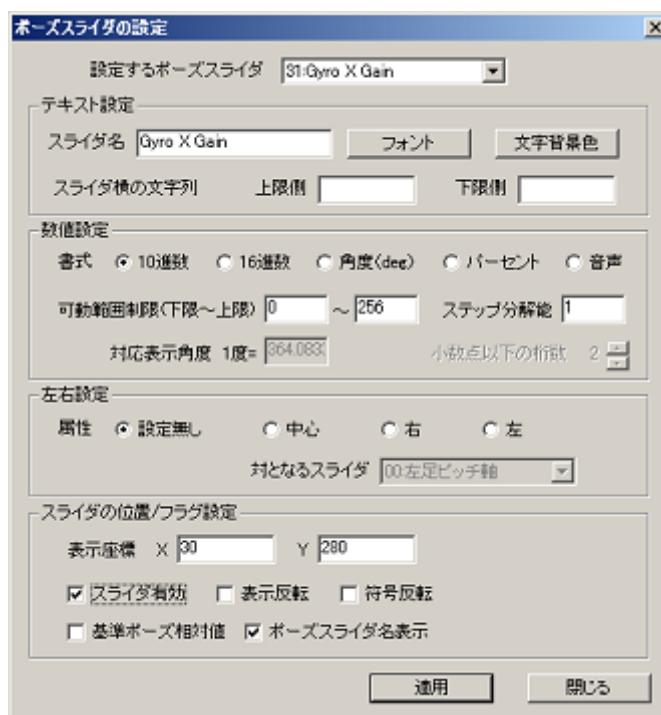 ポーズスライダの設定
設定するポーズスライダ 31:Gyro X Gain
テキスト設定
スライダ名 Gyro X Gain フォント 文字背景色
スライダ横の文字列 上限側 下限側
数値設定
書式 10進数 16進数 角度(deg) パーセント 音声
可動範囲制限(下限～上限) 0 ～ 256 ステップ分解能 1
対応表示角度 1度= 364.083 小数点以下の桁数 2
左右設定
属性 設定無し 中心 右 左
対となるスライダ 00:左足ピッチ軸
スライダの位置/フラグ設定
表示座標 X 30 Y 280
スライダ有効 表示反転 符号反転
基準ポーズ相対値 ポーズスライダ名表示
適用 閉じる